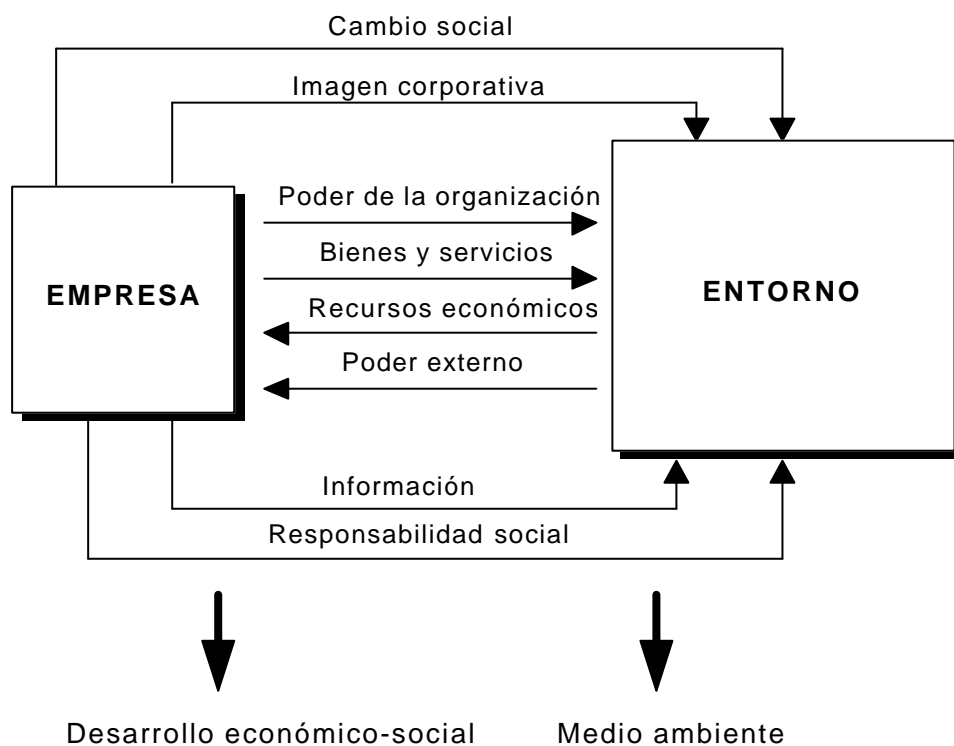 Cambio social
Imagen corporativa
Poder de la organización
Bienes y servicios
EMPRESA
ENTORNO
Recursos económicos
Poder externo
Información
Responsabilidad social
Desarrollo económico-social
Medio ambiente